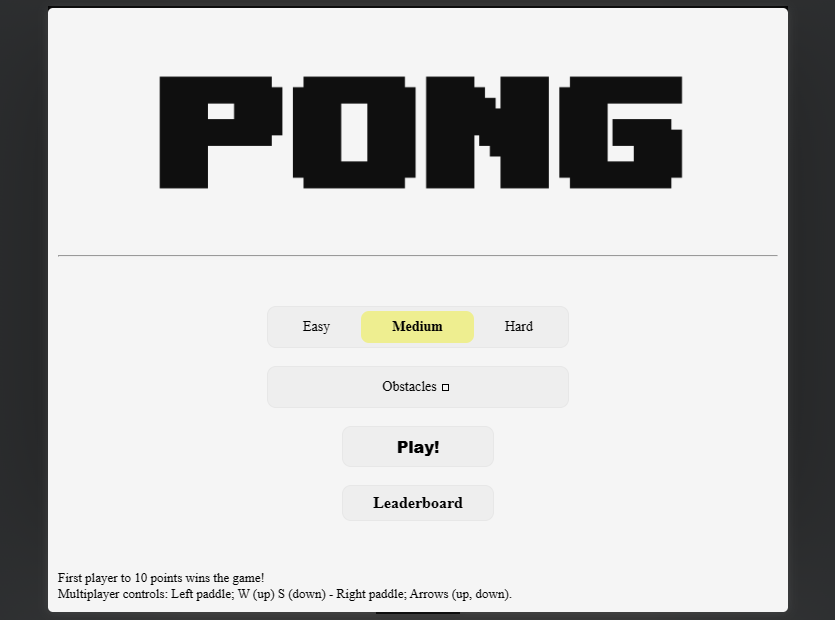 PONG
Easy Medium Hard
Obstacles
Play!
Leaderboard
First player to 10 points wins the game!
Multiplayer controls: Left paddle; W (up) S (down) - Right paddle; Arrows (up, down).